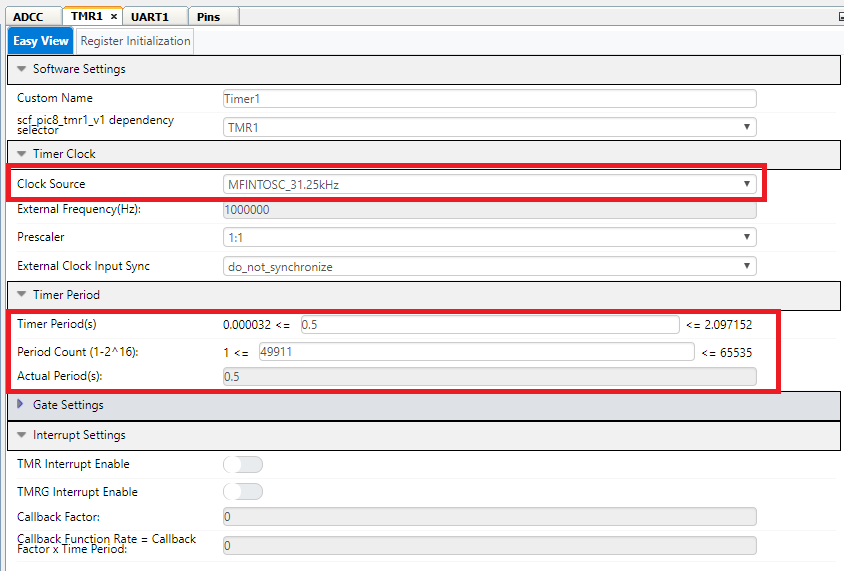 ADCC TMR1 × UART1 Pins
Easy View Register Initialization
Software Settings
Custom Name Timer1
scf_pic8_tmr1_v1 dependency
selector TMR1
Timer Clock
Clock Source MFINTOSC_31.25kHz
External Frequency(Hz): 1000000
Prescaler 1:1
External Clock Input Sync do_not_synchronize
Timer Period
Timer Period(s) 0.000032 <= 0.5 <= 2.097152
Period Count (1-2^16): 1 <= 49911 <= 65535
Actual Period(s): 0.5
Gate Settings
Interrupt Settings
TMR Interrupt Enable
TMRG Interrupt Enable
Callback Factor: 0
Callback Function Rate = Callback
Factor x Time Period: 0